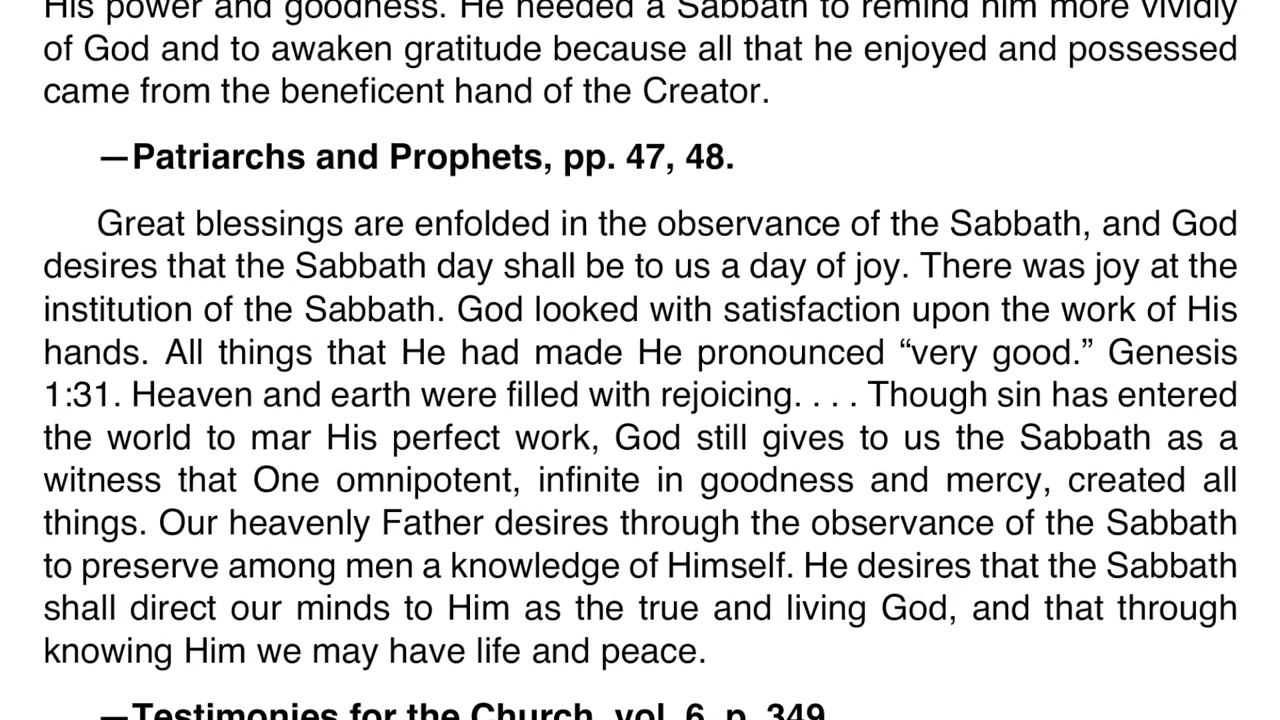 His power and goodness. He needed a Sabbath to remind him more vividly
of God and to awaken gratitude because all that he enjoyed and possessed
came from the beneficent hand of the Creator.
—Patriarchs and Prophets, pp. 47, 48.
Great blessings are enfolded in the observance of the Sabbath, and God
desires that the Sabbath day shall be to us a day of joy. There was joy at the
institution of the Sabbath. God looked with satisfaction upon the work of His
hands. All things that He had made He pronounced “very good.” Genesis
1:31. Heaven and earth were filled with rejoicing. . . . Though sin has entered
the world to mar His perfect work, God still gives to us the Sabbath as a
witness that One omnipotent, infinite in goodness and mercy, created all
things. Our heavenly Father desires through the observance of the Sabbath
to preserve among men a knowledge of Himself. He desires that the Sabbath
shall direct our minds to Him as the true and living God, and that through
knowing Him we may have life and peace.
—Testimonies for the Church, vol. 6, p. 349.